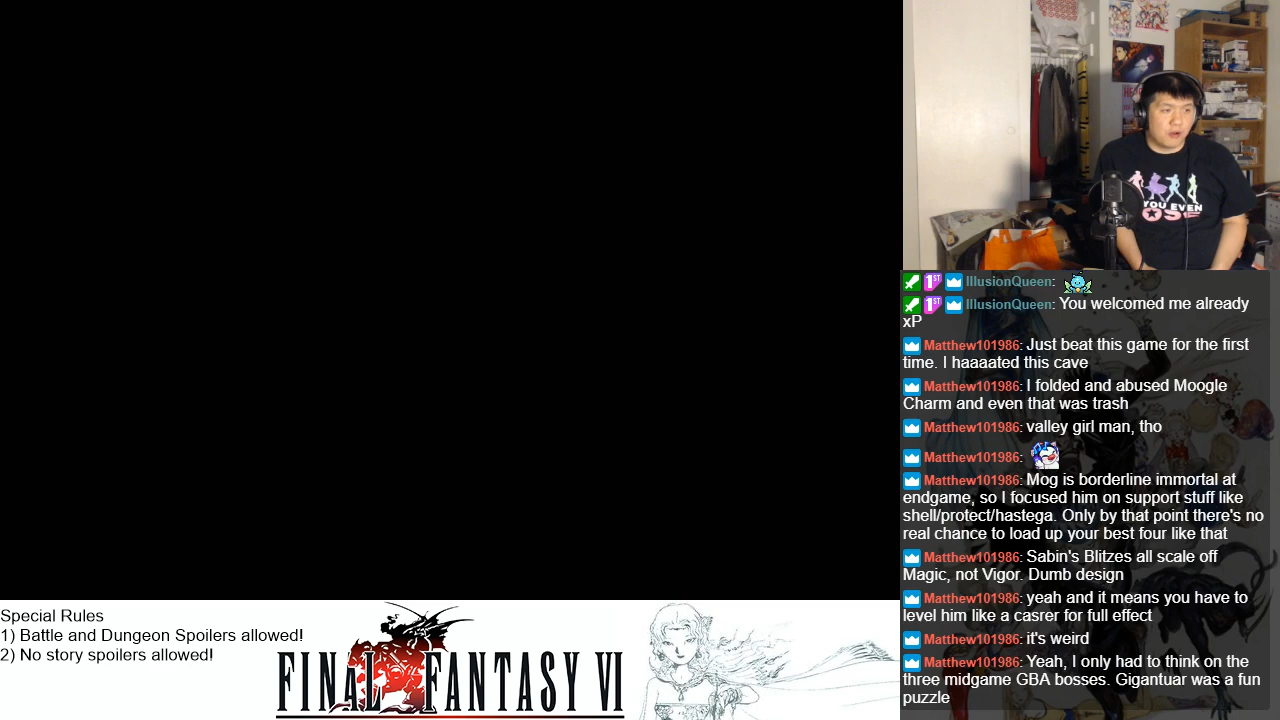 YOU EVEN
IllusionQueen:
IllusionQueen: You welcomed me already
xP
Matthew101986: Just beat this game for the first
time. I haaaated this cave
Matthew101986: I folded and abused Moogle
Charm and even that was trash
Matthew101986: valley girl man, tho
Matthew101986:
Matthew101986: Mog is borderline immortal at
endgame, so I focused him on support stuff like
shell/protect/hastega. Only by that point there's no
real chance to load up your best four like that
Matthew101986: Sabin's Blitzes all scale off
Magic, not Vigor. Dumb design
Matthew101986: yeah and it means you have to
level him like a casrer for full effect
Matthew101986: it's weird
Matthew101986: Yeah, I only had to think on the
three midgame GBA bosses. Gigantuar was a fun
puzzle
Special Rules
1) Battle and Dungeon Spoilers allowed!
2) No story spoilers allowed!
FINAL FANTASY VI